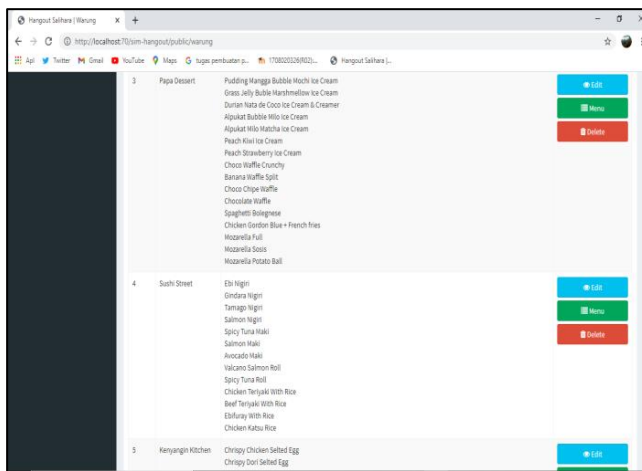 Hangout Salihara | Warung
http://localhost:70/sim-hangout/public/warung
Apl Twitter Gmail YouTube Maps tugas pembuatan p... 1708020326(R02)... Hangout Salihara |...
3 Papa Dessert Pudding Mangga Bubble Mochi Ice Cream Edit
Grass Jelly Buble Marshmellow Ice Cream
Durian Nata de Coco Ice Cream & Creamer Menu
Alpukat Bubble Milo Ice Cream
Alpukat Milo Matcha Ice Cream Delete
Peach Kiwi Ice Cream
Peach Strawberry Ice Cream
Choco Waffle Crunchy
Banana Waffle Split
Choco Chipe Waffle
Chocolate Waffle
Spaghetti Bolegnese
Chicken Gordon Blue + French fries
Mozarella Full
Mozarella Sosis
Mozarella Potato Ball
4 Sushi Street Ebi Nigiri Edit
Gindara Nigiri
Tamago Nigiri Menu
Salmon Nigiri
Spicy Tuna Maki Delete
Salmon Maki
Avocado Maki
Valcano Salmon Roll
Spicy Tuna Roll
Chicken Teriyaki With Rice
Beef Teriyaki With Rice
Ebifuray With Rice
Chicken Katsu Rice
5 Kenyangin Kitchen Chrispy Chicken Selted Egg Edit
Chrispy Dori Selted Egg